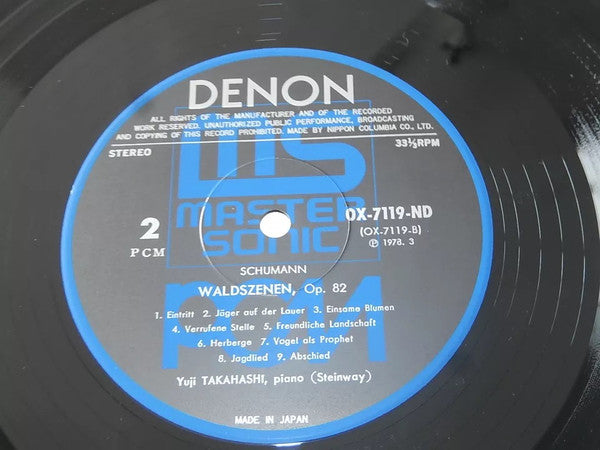 DENON
ALL RIGHTS OF THE MANUFACTURER AND OF THE RECORDED
WORK RESERVED. UNAUTHORIZED PUBLIC PERFORMANCE, BROADCASTING
AND COPYING OF THIS RECORD PROHIBITED. MADE BY NIPPON COLUMBIA CO., LTD.
STEREO
33⅓RPM
MS
MASTER
SONIC
PCM
2
PCM
OX-7119-ND
(OX-7119-B)
Ⓟ 1978. 3
SCHUMANN
WALDSZENEN, Op. 82
1. Eintritt 2. Jäger auf der Lauer 3. Einsame Blumen
4. Verrufene Stelle 5. Freundliche Landschaft
6. Herberge 7. Vogel als Prophet
8. Jagdlied 9. Abschied
Yuji TAKAHASHI, piano (Steinway)
MADE IN JAPAN